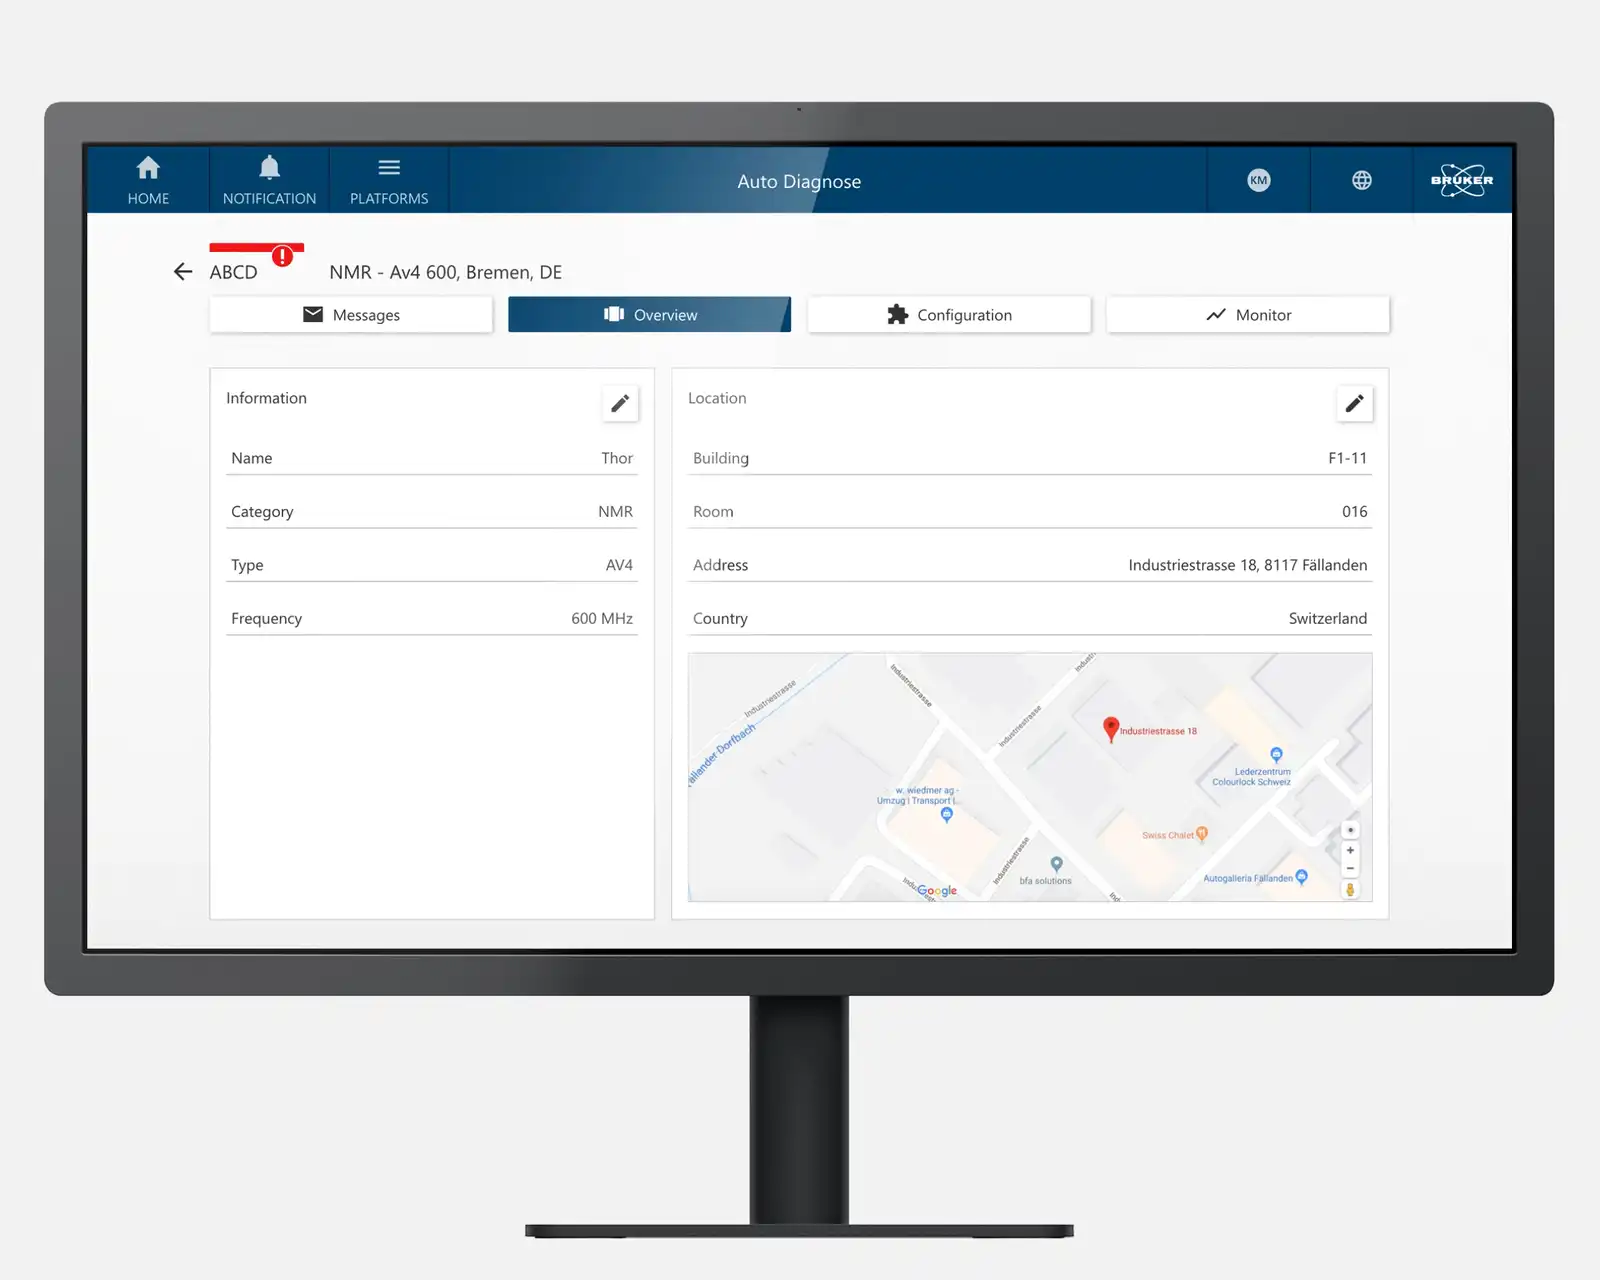 HOME
NOTIFICATION
PLATFORMS
Auto Diagnose
KM
BRUKER
ABCD
!
NMR - Av4 600, Bremen, DE
Messages
Overview
Configuration
Monitor
Information
Name Thor
Category NMR
Type AV4
Frequency 600 MHz
Location
Building F1-11
Room 016
Address Industriestrasse 18, 8117 Fällanden
Country Switzerland
Industriestrasse
Industriestrasse
Industriestrasse
Fällander-Dorfbach
Industriestrasse 18
Lederzentrum
Colourlock Schweiz
w. wiedmer ag -
Umzug | Transport |...
Swiss Chalet
Industriestrasse
bfa solutions
Autogalleria Fällanden
Google